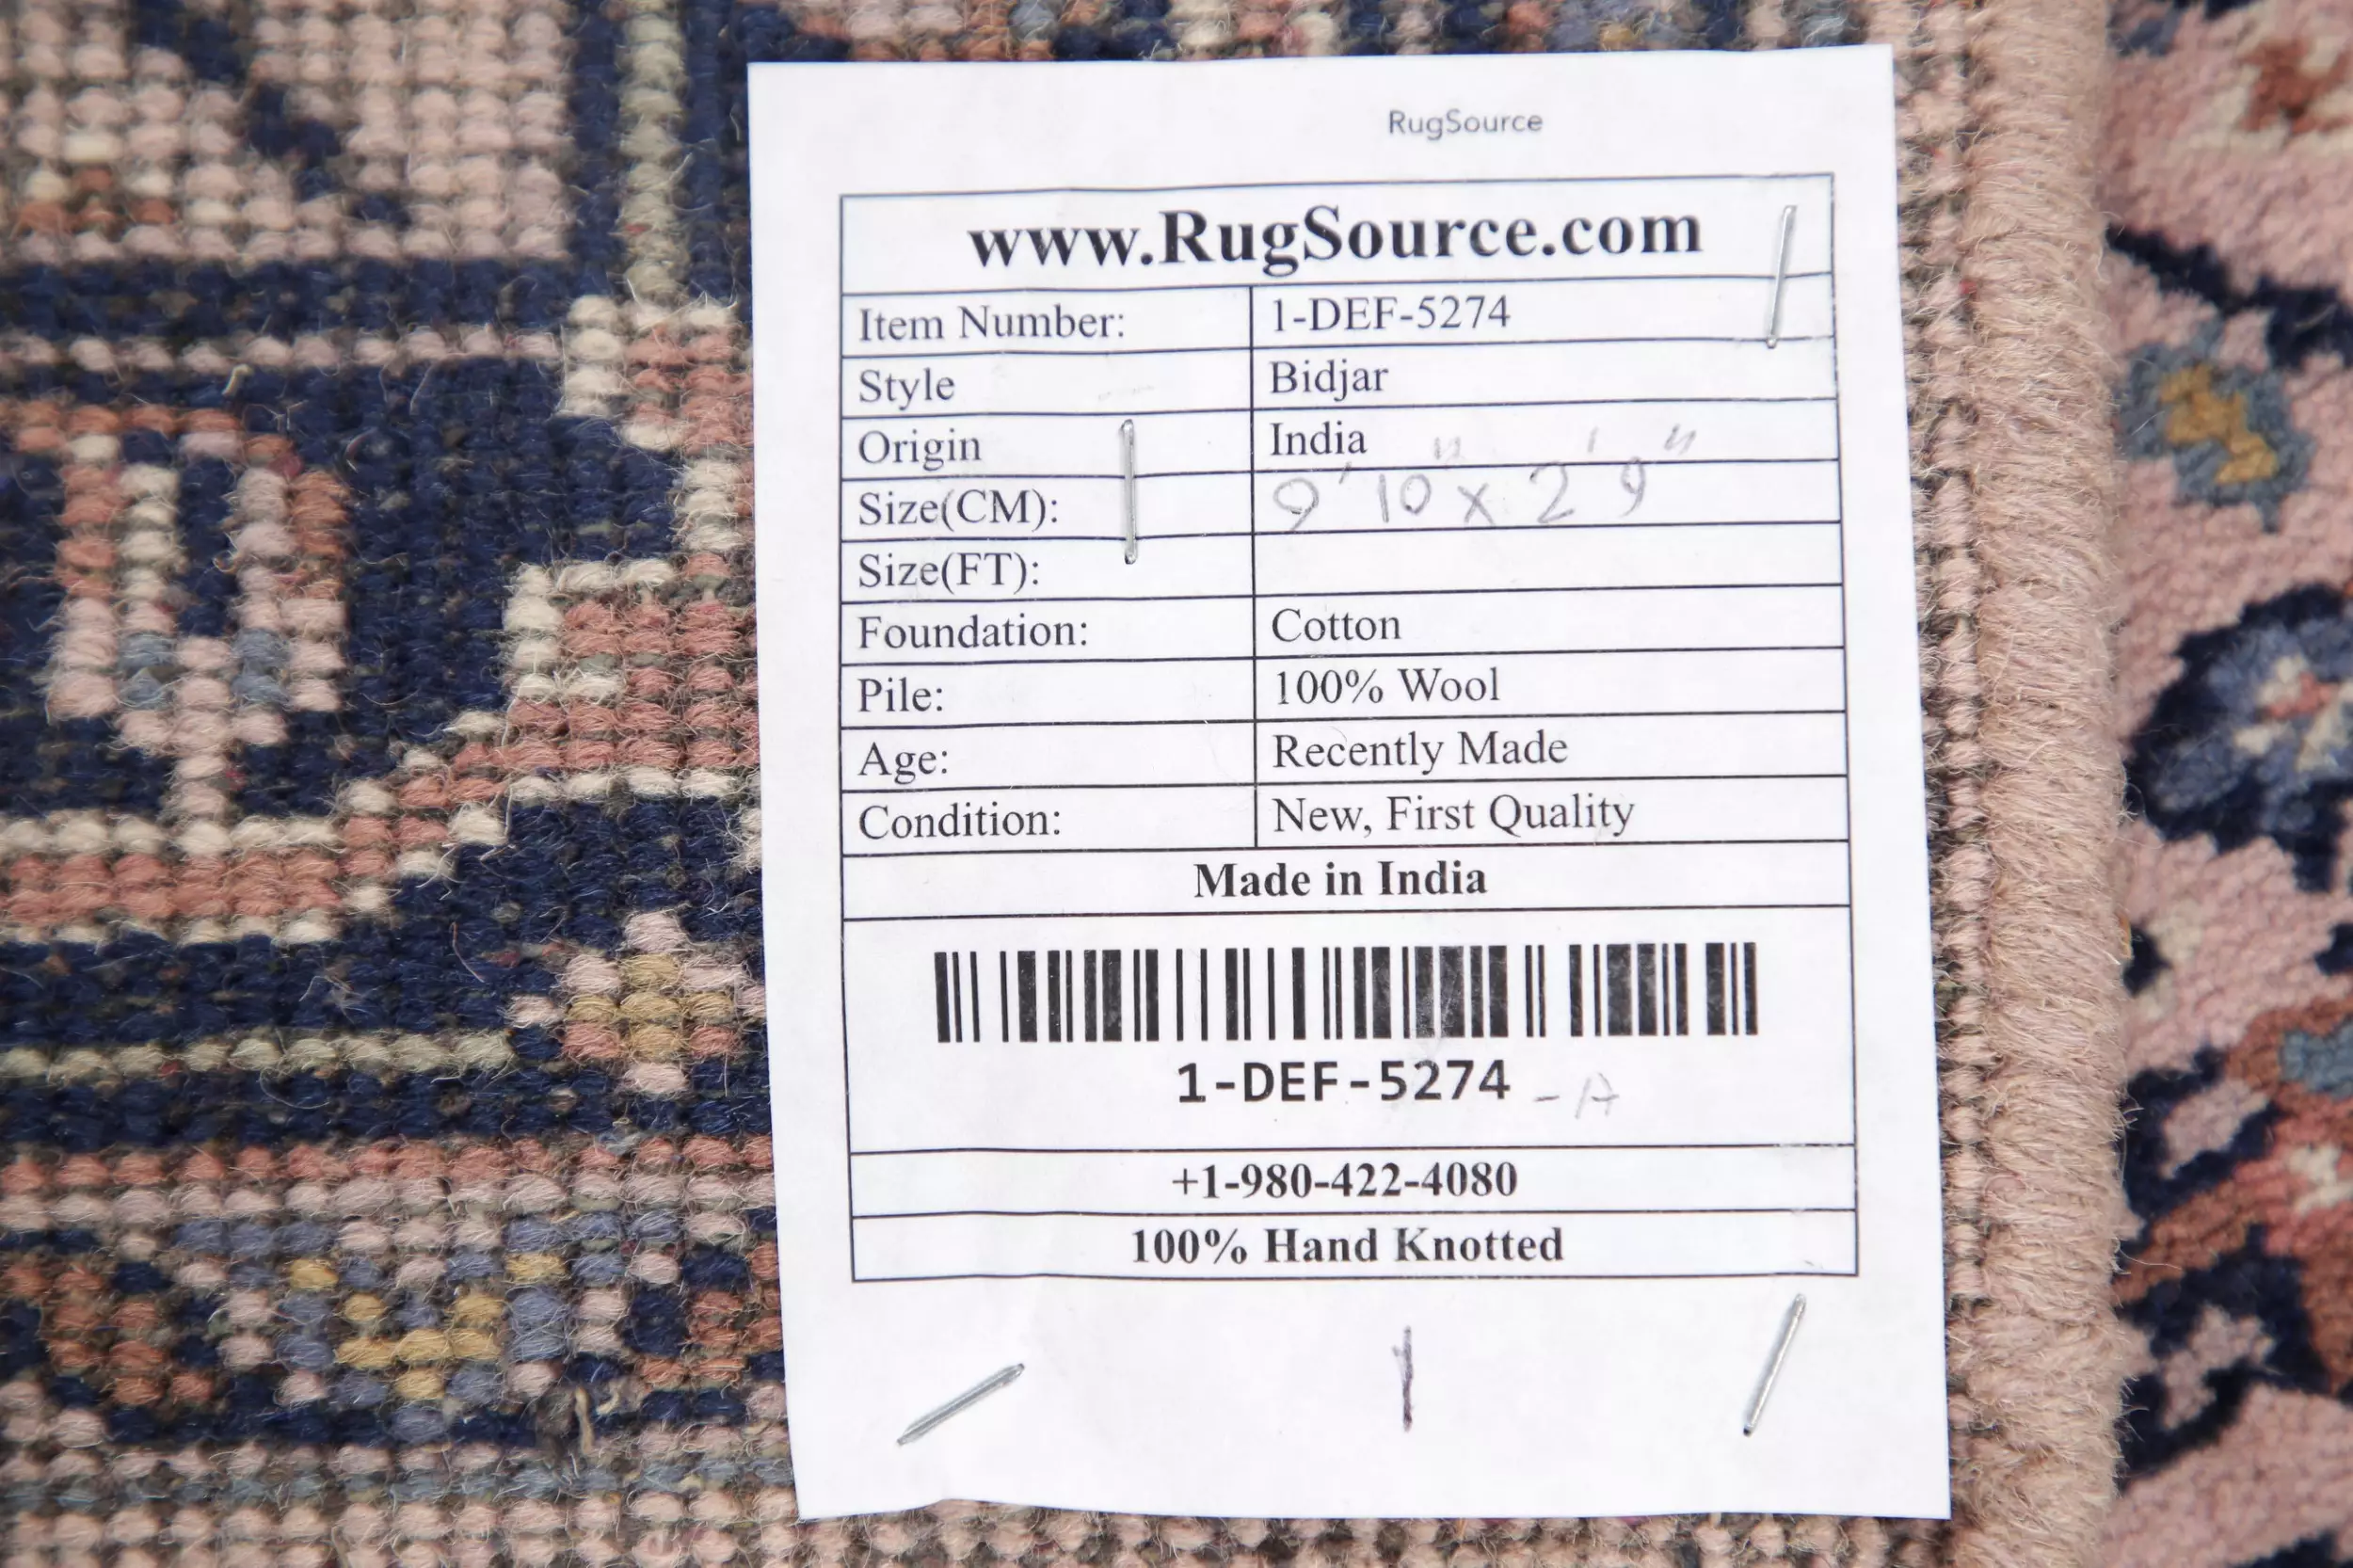 RugSource
www.RugSource.com
Item Number: 1-DEF-5274
Style Bidjar
Origin India
Size(CM): 9'10" x 2'9"
Size(FT):
Foundation: Cotton
Pile: 100% Wool
Age: Recently Made
Condition: New, First Quality
Made in India
1-DEF-5274 - A
+1-980-422-4080
100% Hand Knotted
1